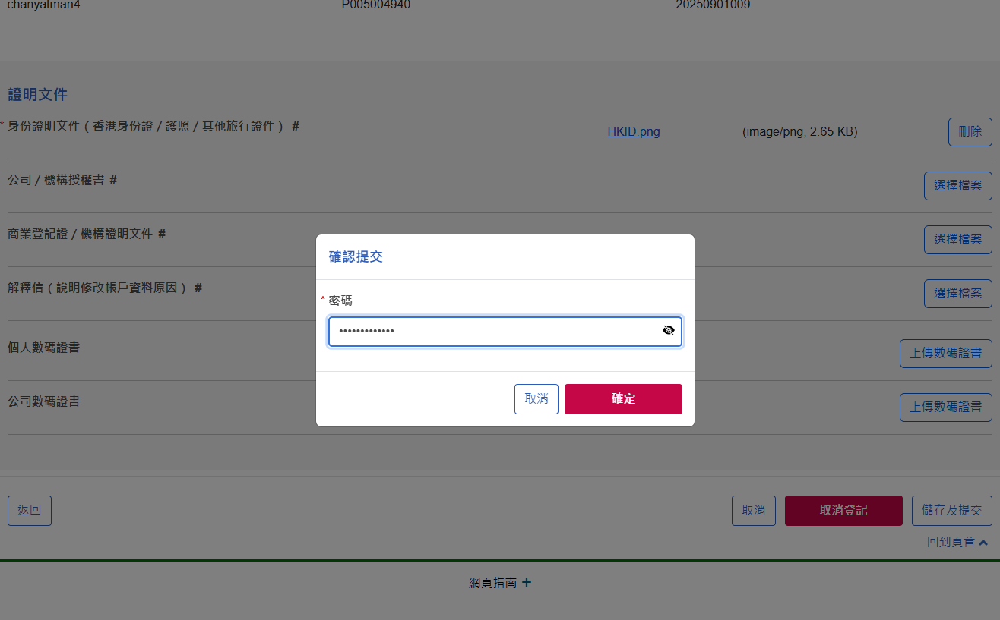 chanyatman4 P005004940 20250901009
證明文件
* 身份證明文件 ( 香港身份證 / 護照 / 其他旅行證件 ) # HKID.png (image/png, 2.65 KB) 刪除
公司 / 機構授權書 # 選擇檔案
商業登記證 / 機構證明文件 # 選擇檔案
解釋信 ( 說明修改帳戶資料原因 ) # 選擇檔案
個人數碼證書 上傳數碼證書
公司數碼證書 上傳數碼證書
確認提交
* 密碼
•••••••••••••
取消 確定
返回 取消 取消登記 儲存及提交
回到頁首
網頁指南 +